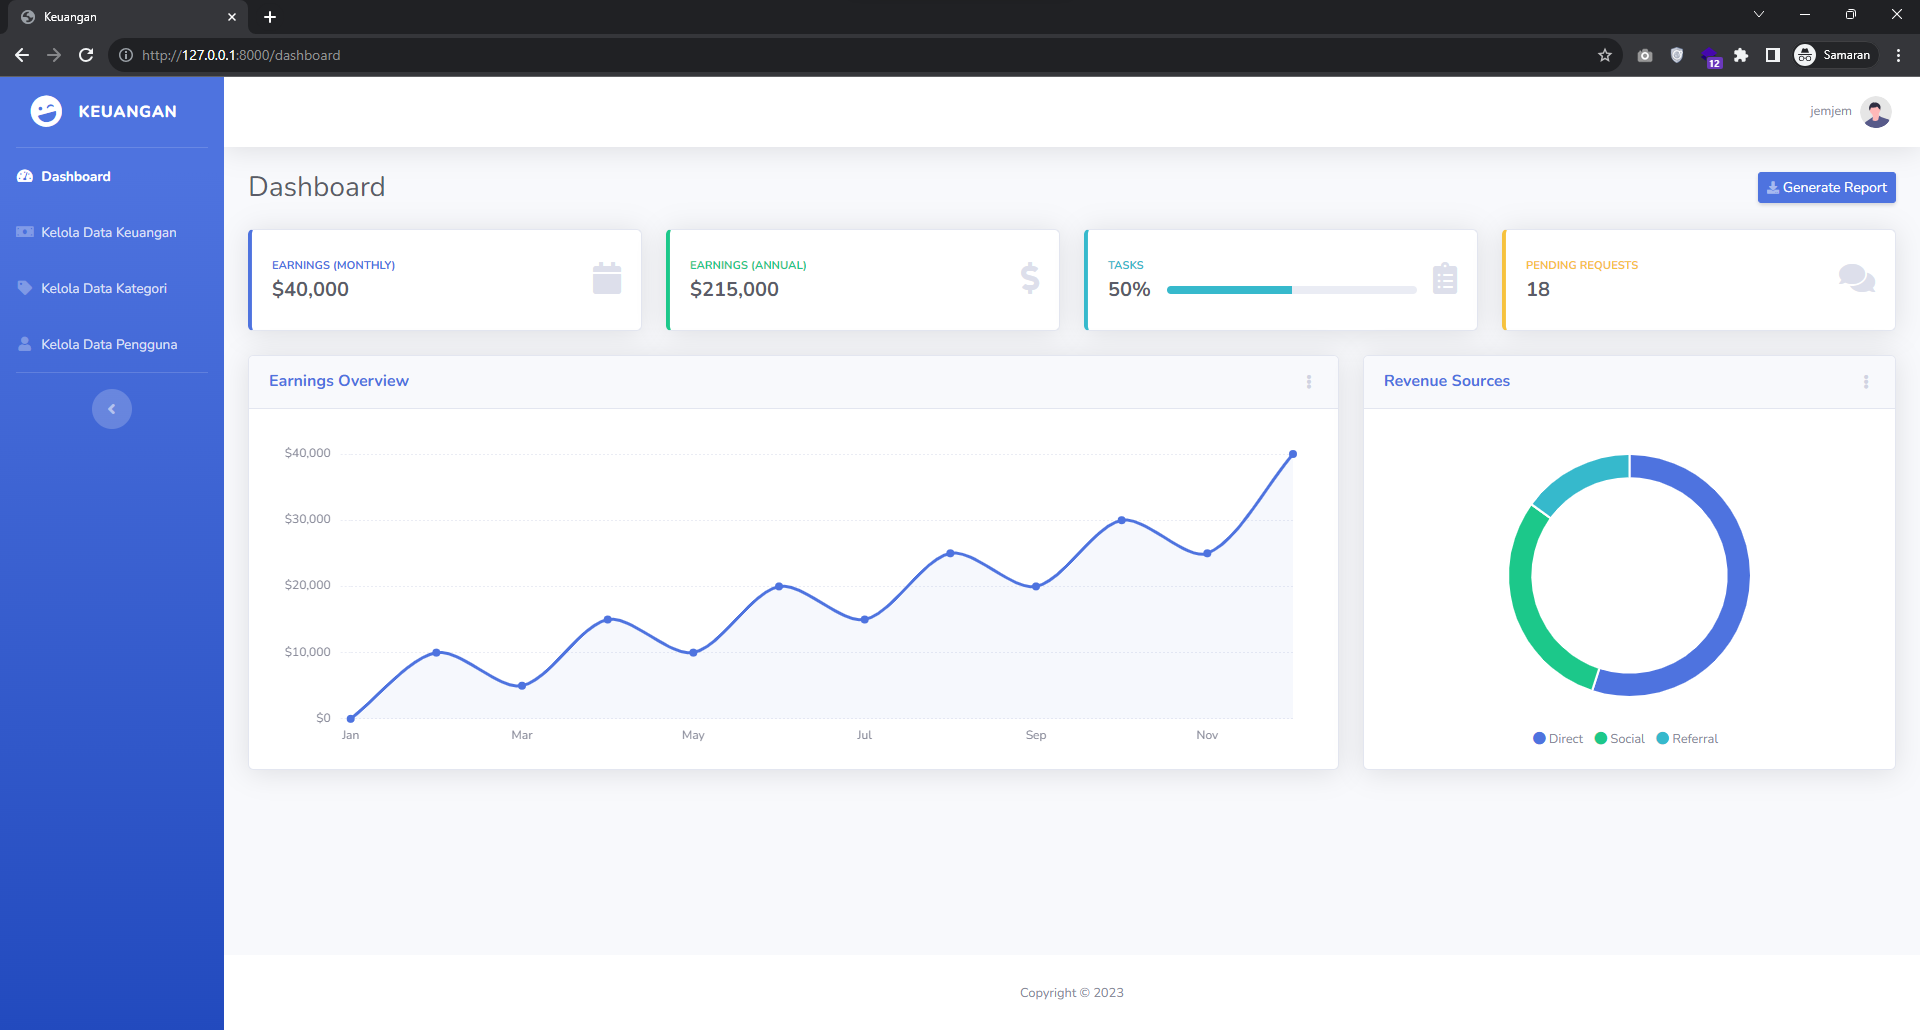 Keuangan
http://127.0.0.1:8000/dashboard
12
Samaran
KEUANGAN
jemjem
Dashboard
Kelola Data Keuangan
Kelola Data Kategori
Kelola Data Pengguna
Dashboard
Generate Report
EARNINGS (MONTHLY)
$40,000
EARNINGS (ANNUAL)
$215,000
TASKS
50%
PENDING REQUESTS
18
Earnings Overview
$40,000
$30,000
$20,000
$10,000
$0
Jan Mar May Jul Sep Nov
Revenue Sources
Direct Social Referral
Copyright © 2023